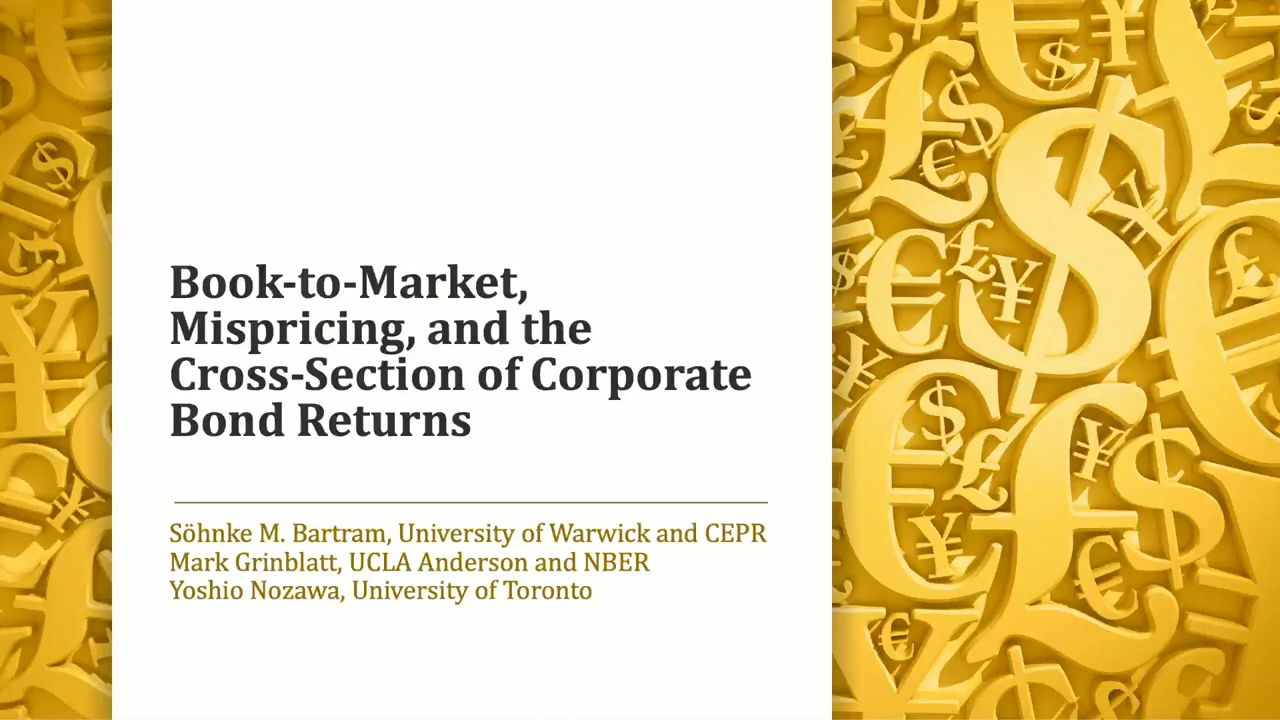 Book-to-Market,
Mispricing, and the
Cross-Section of Corporate
Bond Returns
Söhnke M. Bartram, University of Warwick and CEPR
Mark Grinblatt, UCLA Anderson and NBER
Yoshio Nozawa, University of Toronto